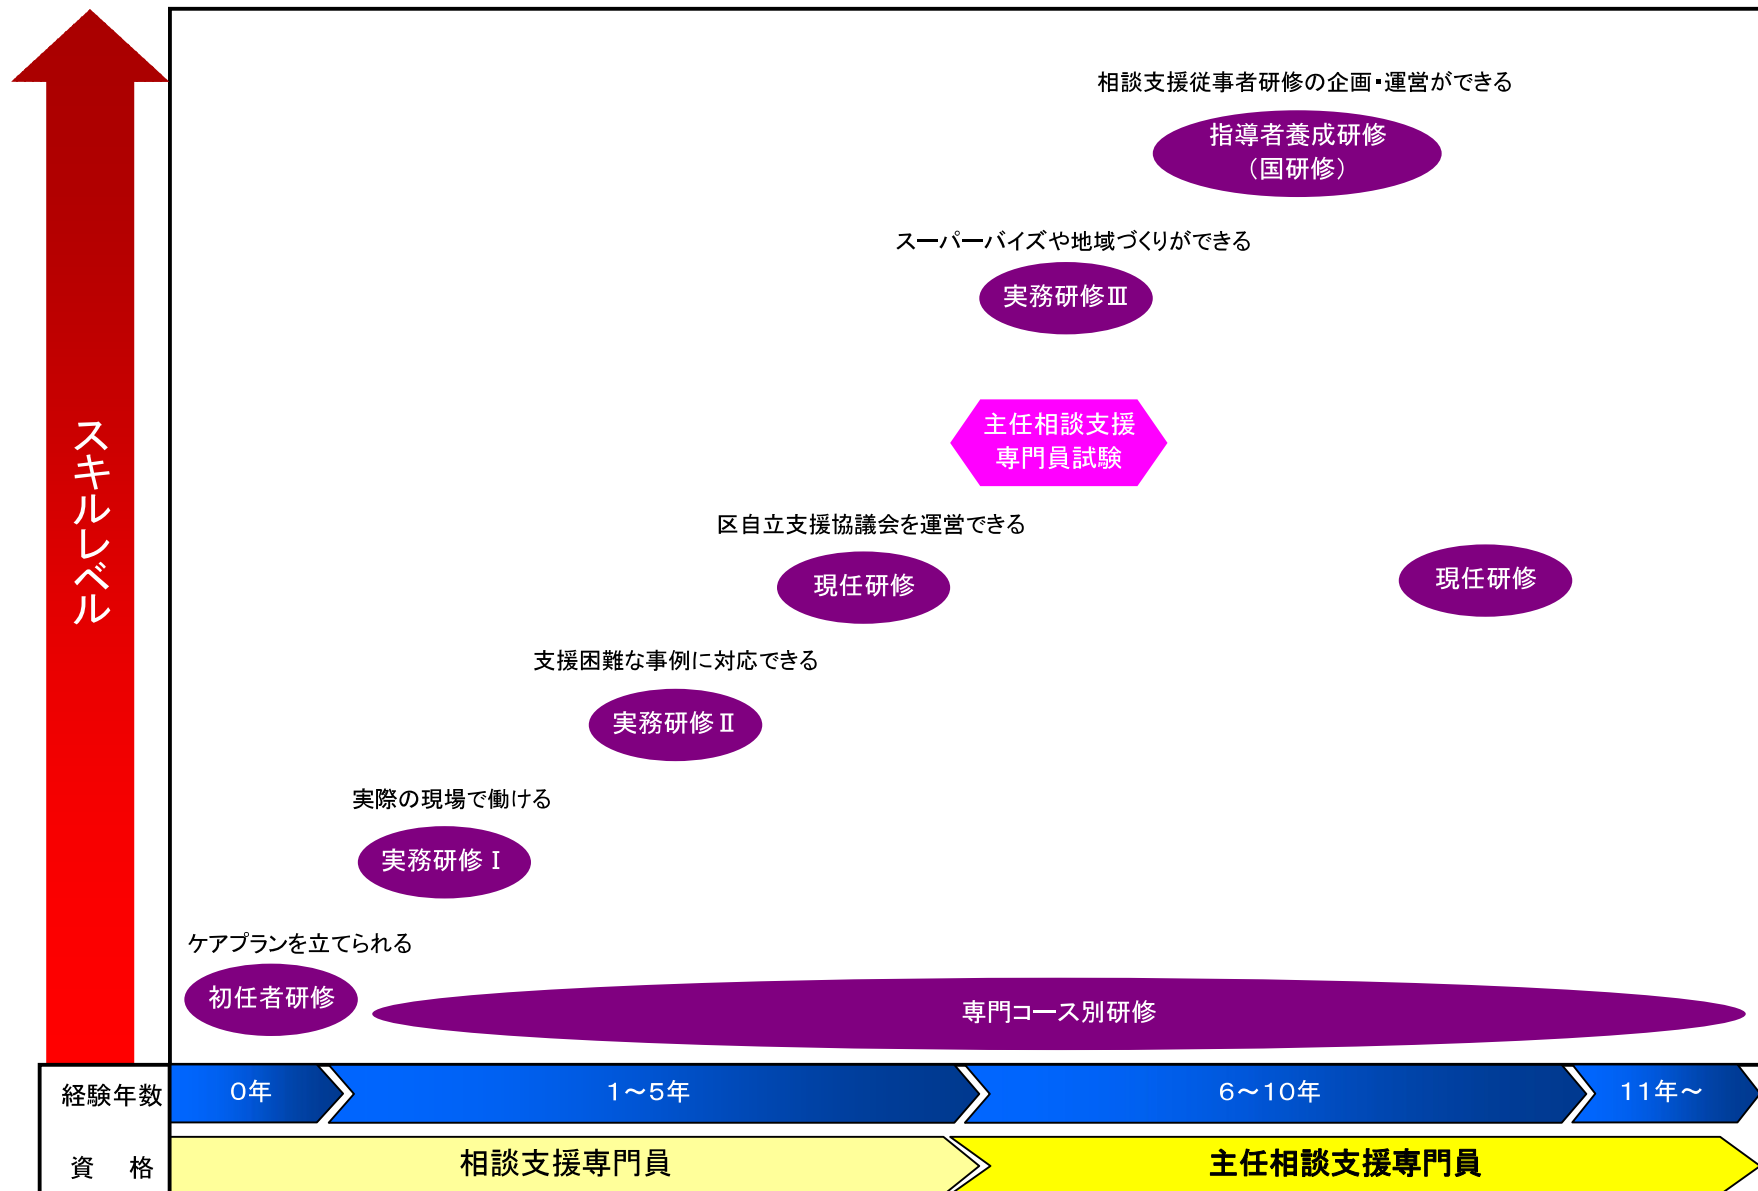 相談支援従事者研修の企画・運営ができる
指導者養成研修
（国研修）
スーパーバイズや地域づくりができる
実務研修Ⅲ
主任相談支援
専門員試験
スキルレベル
区自立支援協議会を運営できる
現任研修
現任研修
支援困難な事例に対応できる
実務研修Ⅱ
実際の現場で働ける
実務研修Ⅰ
ケアプランを立てられる
初任者研修
専門コース別研修
経験年数
0年
1～5年
6～10年
11年～
資　格
相談支援専門員
主任相談支援専門員